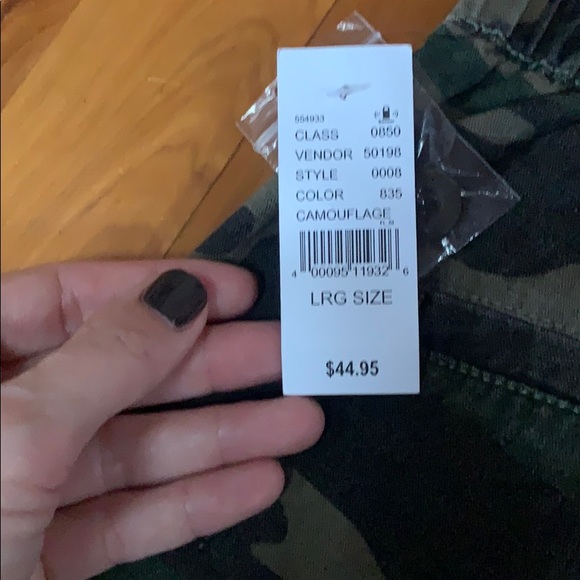 554933
CLASS 0850
VENDOR 50198
STYLE 0008
COLOR 835
CAMOUFLAGE
4 00095 11932 6
LRG SIZE
$44.95